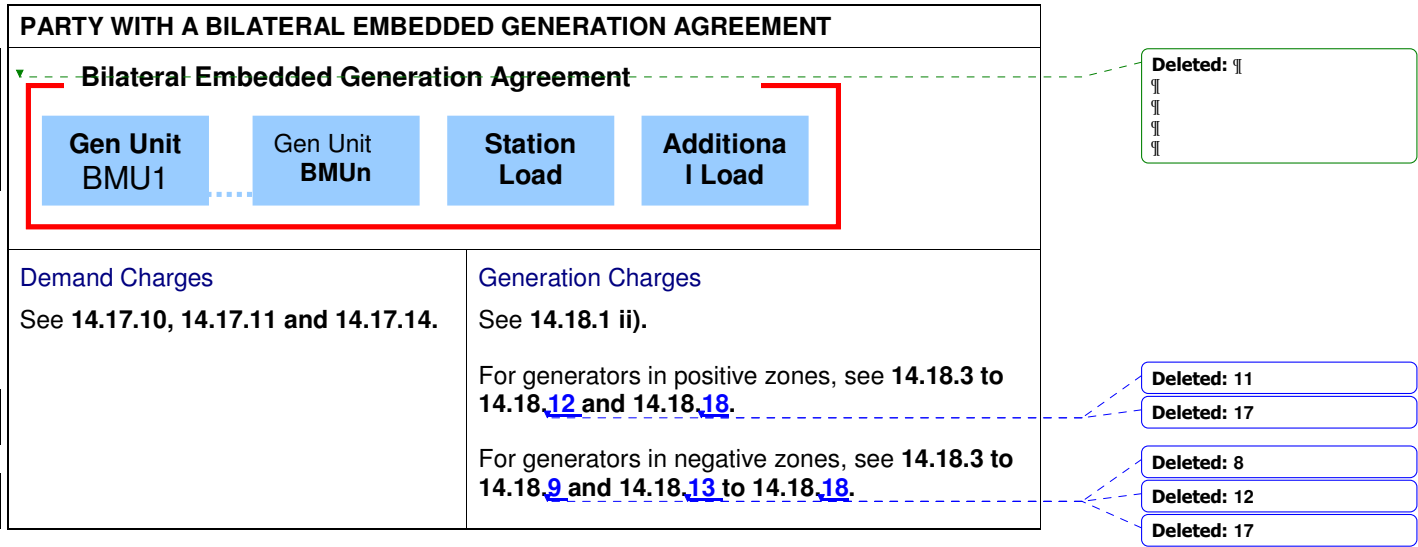 PARTY WITH A BILATERAL EMBEDDED GENERATION AGREEMENT
Bilateral Embedded Generation Agreement
Gen Unit
BMU1
Gen Unit
BMUn
Station
Load
Additiona
l Load
Demand Charges
See 14.17.10, 14.17.11 and 14.17.14.
Generation Charges
See 14.18.1 ii).
For generators in positive zones, see 14.18.3 to
14.18.12 and 14.18.18.
For generators in negative zones, see 14.18.3 to
14.18.9 and 14.18.13 to 14.18.18.
Deleted: ¶
¶
¶
¶
¶
Deleted: 11
Deleted: 17
Deleted: 8
Deleted: 12
Deleted: 17